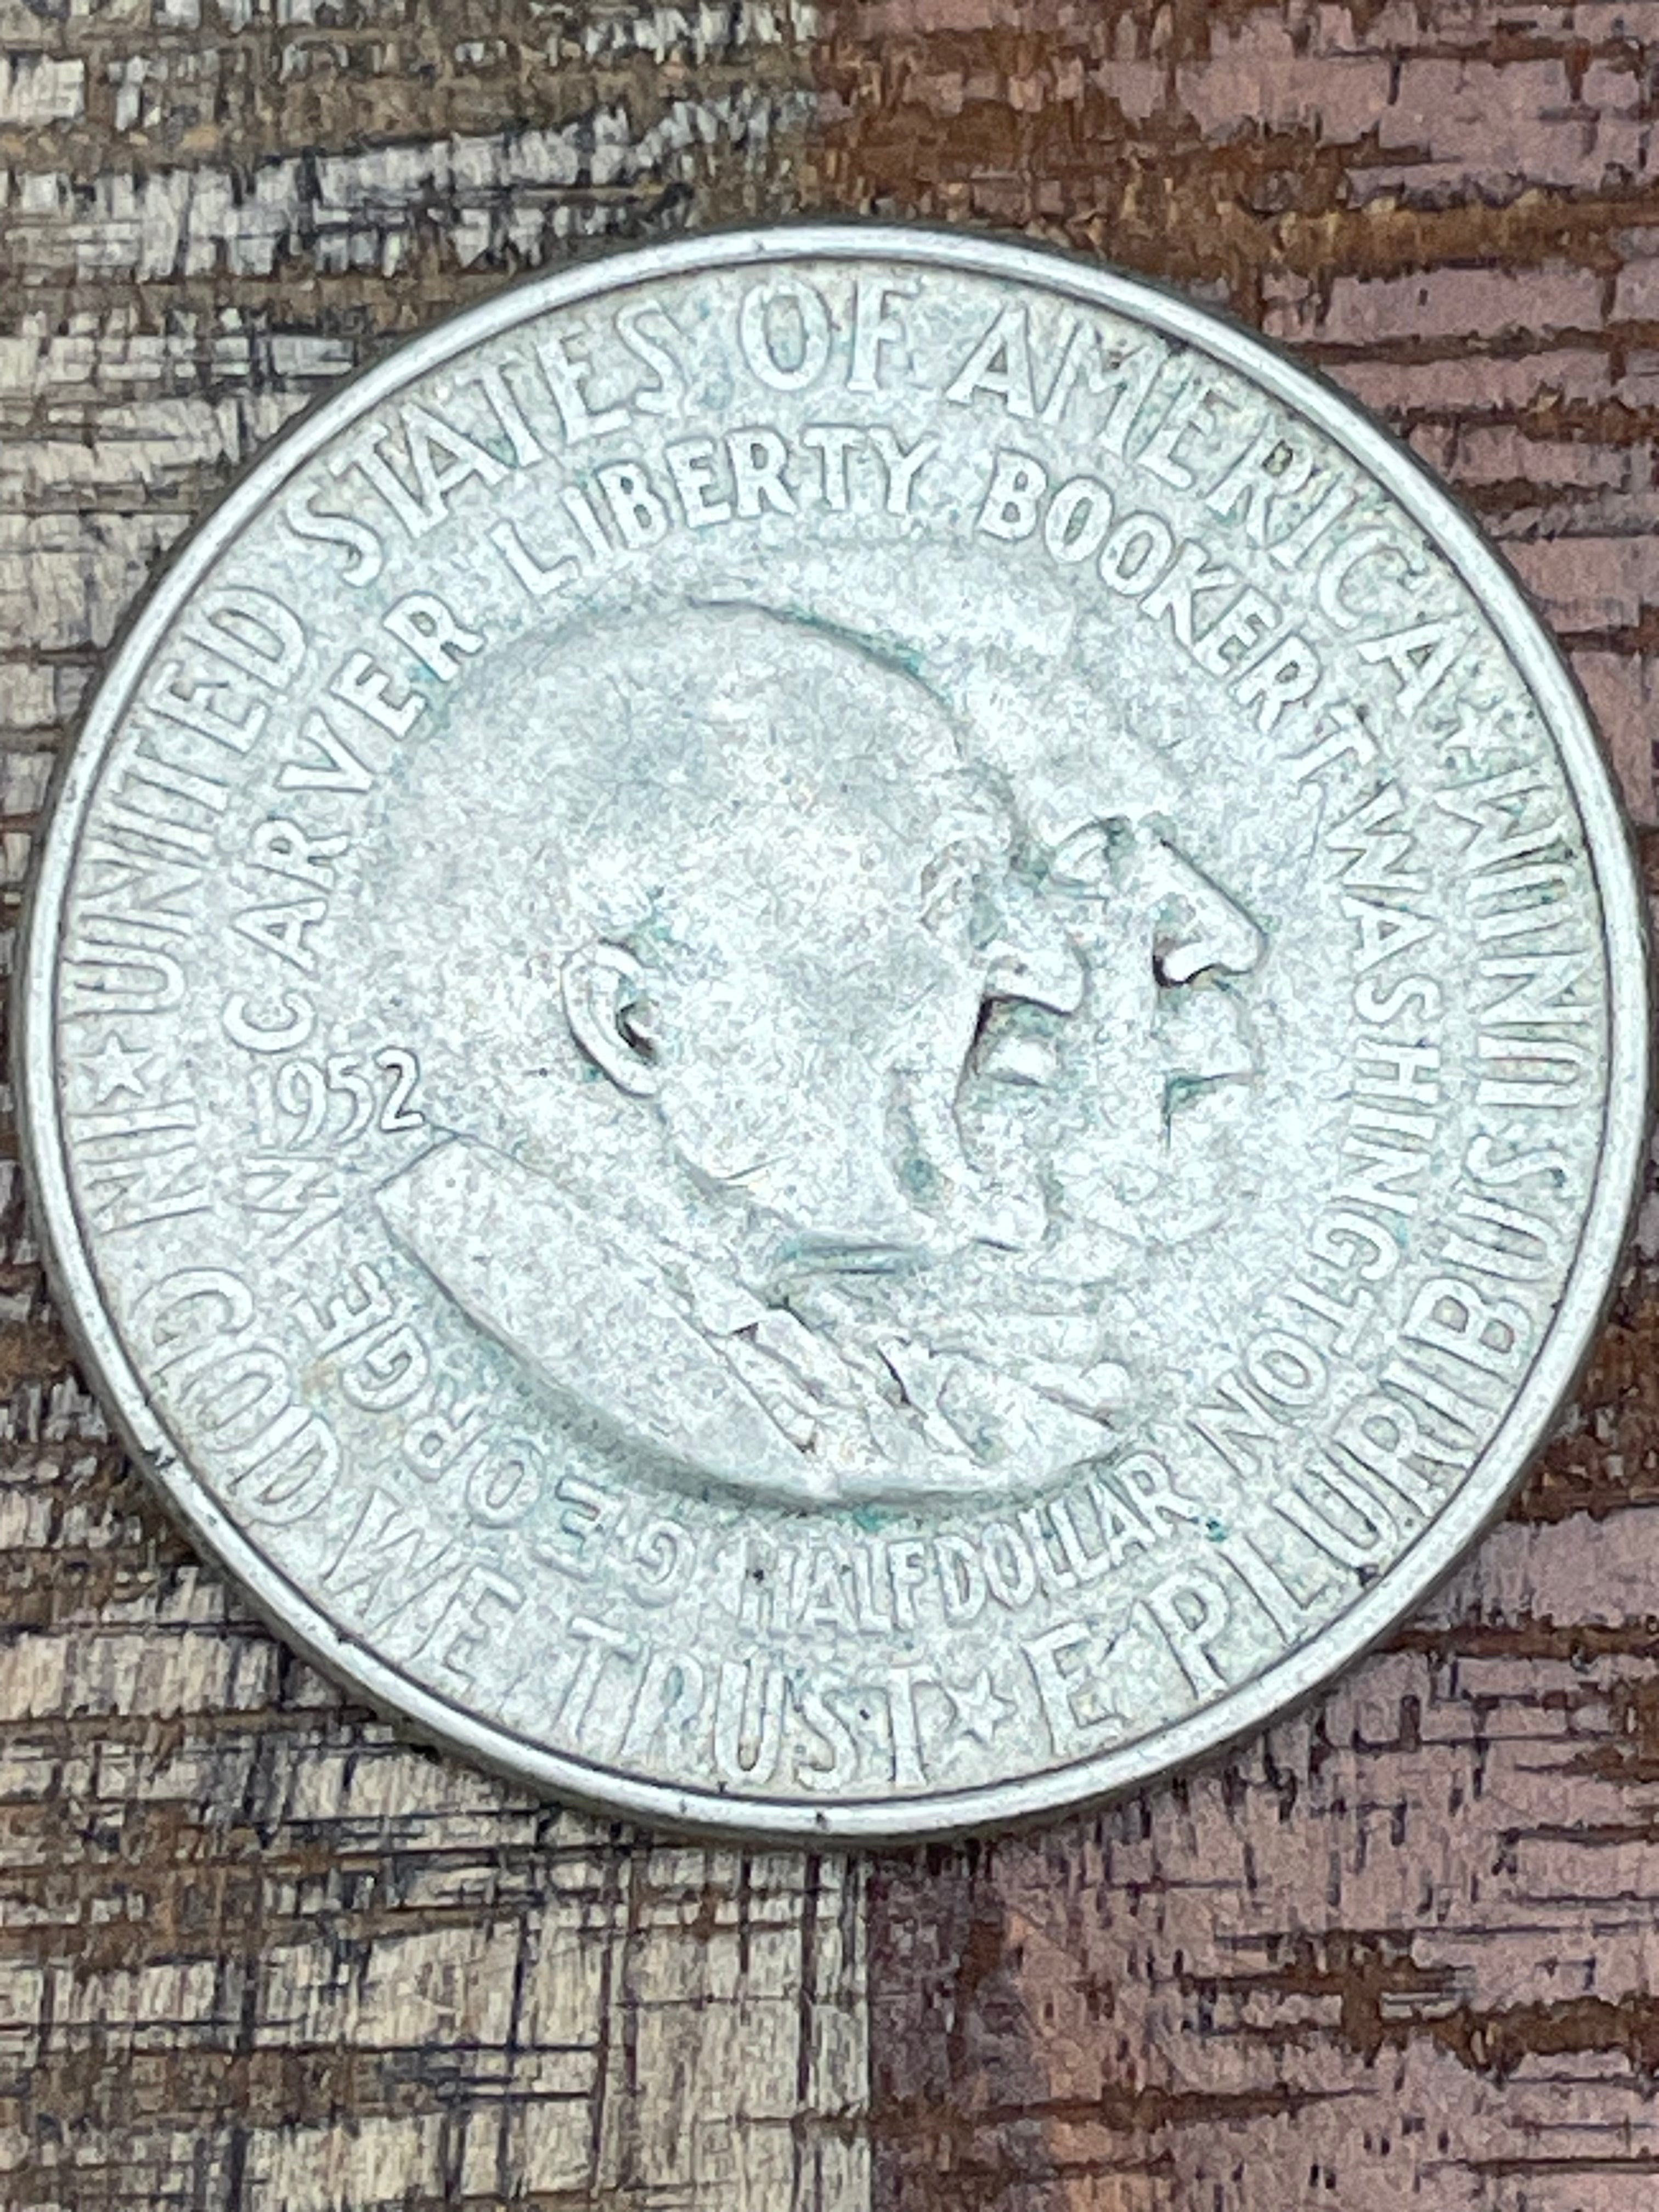 ★ UNITED STATES OF AMERICA ★ E PLURIBUS UNUM ★ IN GOD WE TRUST
GEORGE W. CARVER LIBERTY BOOKER T WASHINGTON
HALF DOLLAR
1952